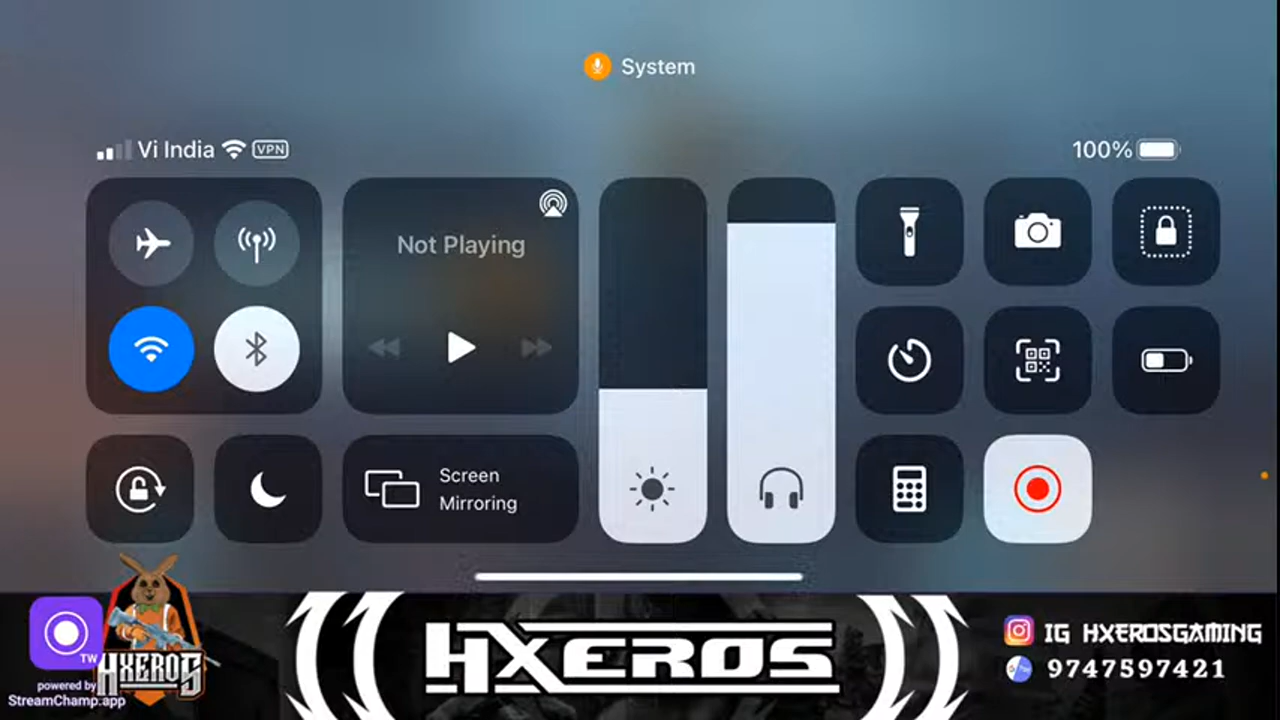 System
Vi India VPN
100%
Not Playing
Screen
Mirroring
TW
powered by
StreamChamp.app
HXEROS
HXEROS
IG HXEROSGAMING
9747597421